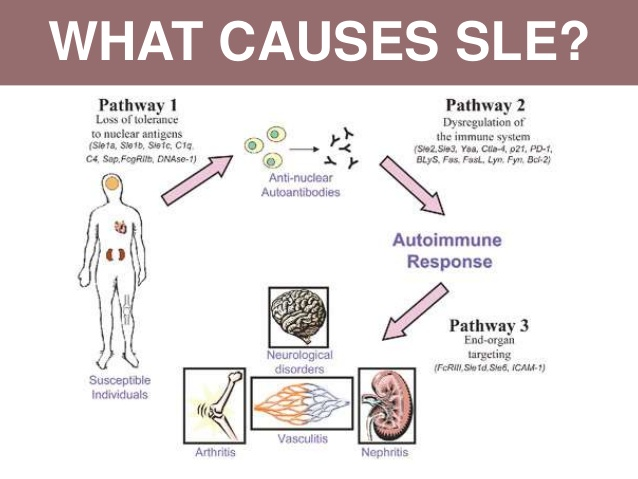 WHAT CAUSES SLE?
Pathway 1
Loss of tolerance
to nuclear antigens
(Sle1a, Sle1b, Sle1c, C1q,
C4, Sap,FcgRIIb, DNAse-1)
Anti-nuclear
Autoantibodies
Pathway 2
Dysregulation of
the immune system
(Sle2,Sle3, Yaa, Ctla-4, p21, PD-1,
BLyS, Fas, FasL, Lyn, Fyn, Bcl-2)
Autoimmune
Response
Pathway 3
End-organ
targeting
(FcRIII,Sle1d,Sle6, ICAM-1)
Neurological
disorders
Susceptible
Individuals
Arthritis
Vasculitis
Nephritis